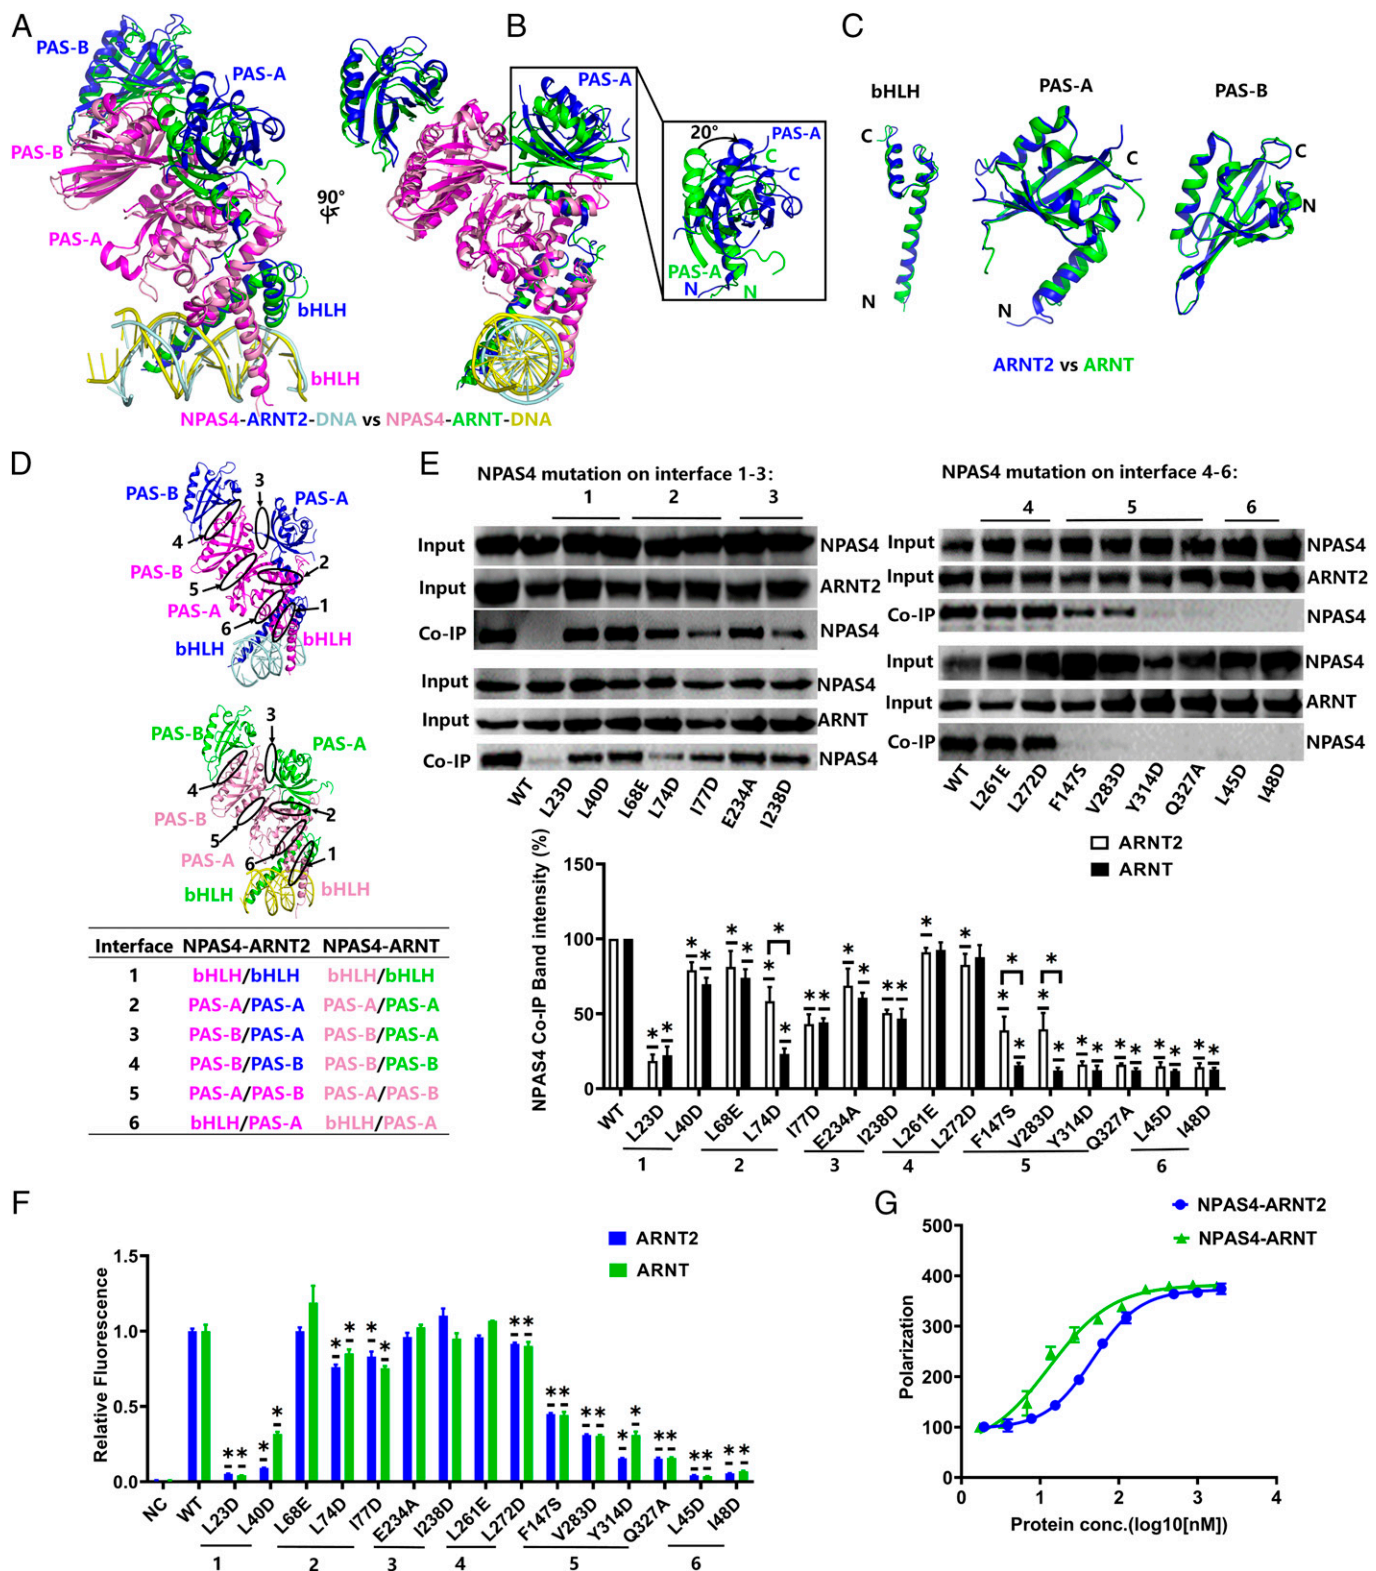 A
PAS-B
PAS-A
PAS-B
PAS-A
bHLH
bHLH
90°
NPAS4-ARNT2-DNA vs NPAS4-ARNT-DNA
B
PAS-A
20°
PAS-A
C
C
PAS-A
N
N
C
bHLH
PAS-A
PAS-B
C
N
C
N
C
N
ARNT2 vs ARNT
D
PAS-B
3
PAS-A
4
PAS-B
5
2
PAS-A
1
6
bHLH
bHLH
3
PAS-B
PAS-A
4
PAS-B
2
5
PAS-A
6
1
bHLH
bHLH
Interface NPAS4-ARNT2 NPAS4-ARNT
1 bHLH/bHLH bHLH/bHLH
2 PAS-A/PAS-A PAS-A/PAS-A
3 PAS-B/PAS-A PAS-B/PAS-A
4 PAS-B/PAS-B PAS-B/PAS-B
5 PAS-A/PAS-B PAS-A/PAS-B
6 bHLH/PAS-A bHLH/PAS-A
E
NPAS4 mutation on interface 1-3:
1 2 3
Input NPAS4
Input ARNT2
Co-IP NPAS4
Input NPAS4
Input ARNT
Co-IP NPAS4
WT L23D L40D L68E L74D I77D E234A I238D
NPAS4 mutation on interface 4-6:
4 5 6
Input NPAS4
Input ARNT2
Co-IP NPAS4
Input NPAS4
Input ARNT
Co-IP NPAS4
WT L261E L272D F147S V283D Y314D Q327A L45D I48D
NPAS4 Co-IP Band intensity (%)
150
100
50
0
ARNT2
ARNT
* * * * * * * * * * * * * * * * * * * * * * * * * * * * * * *
WT L23D L40D L68E L74D I77D E234A I238D L261E L272D F147S V283D Y314D Q327A L45D I48D
1 2 3 4 5 6
F
Relative Fluorescence
1.5
1.0
0.5
0.0
ARNT2
ARNT
** * * * * * * ** ** ** * * ** ** **
NC WT L23D L40D L68E L74D I77D E234A I238D L261E L272D F147S V283D Y314D Q327A L45D I48D
1 2 3 4 5 6
G
NPAS4-ARNT2
NPAS4-ARNT
Polarization
500
400
300
200
100
0
0 1 2 3 4
Protein conc.(log10[nM])